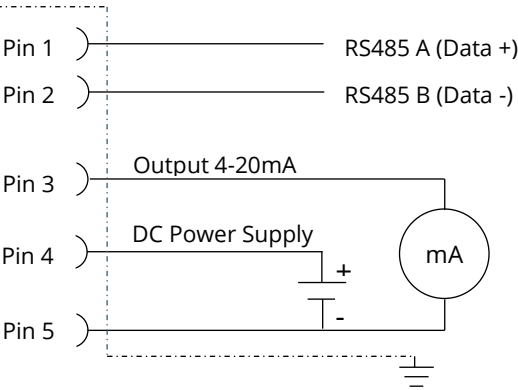 Pin 1 RS485 A (Data +)
Pin 2 RS485 B (Data -)
Output 4-20mA
Pin 3
DC Power Supply
Pin 4
mA
+
-
Pin 5